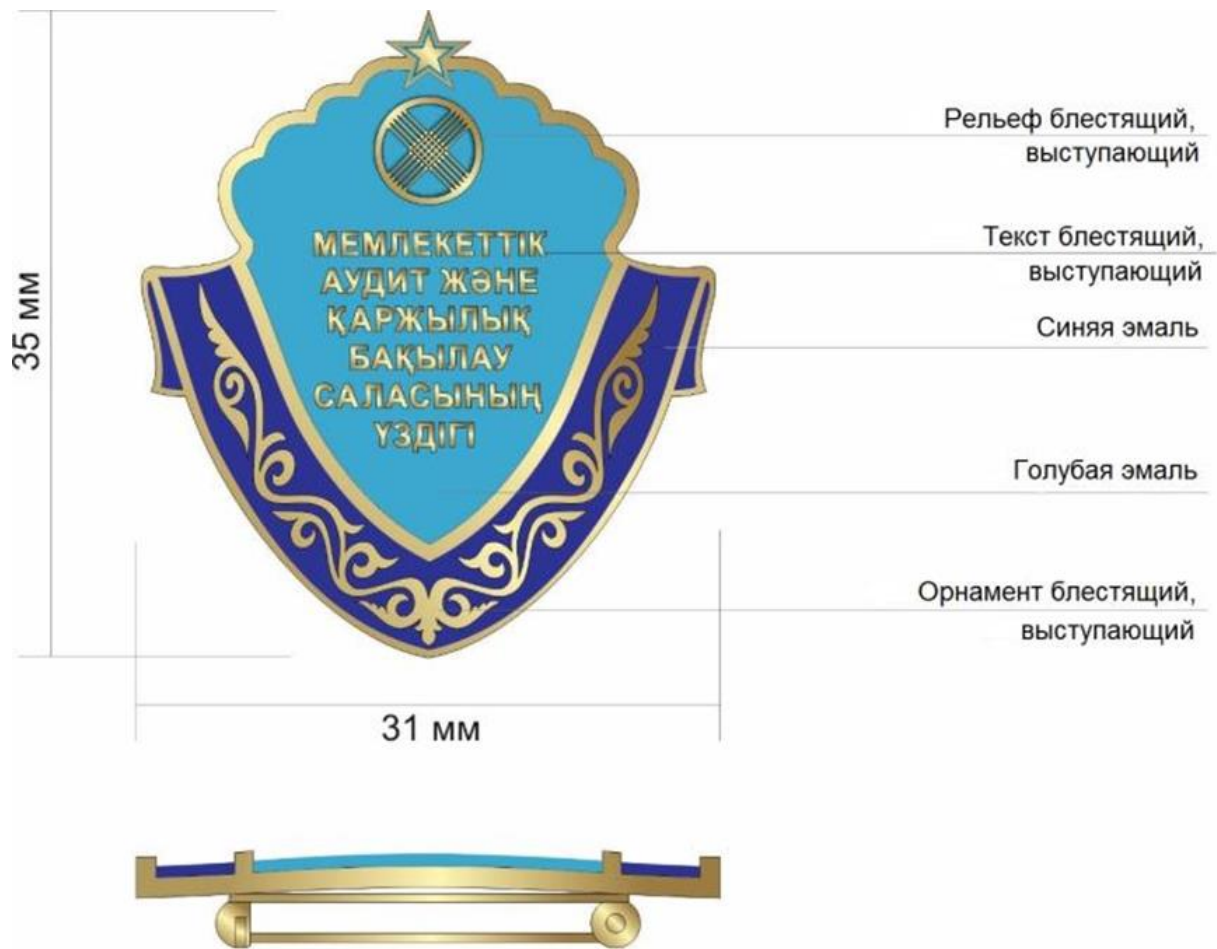 МЕМЛЕКЕТТІК
АУДИТ ЖӘНЕ
ҚАРЖЫЛЫҚ
БАҚЫЛАУ
САЛАСЫНЫҢ
ҮЗДІГІ
35 мм
31 мм
Рельеф блестящий,
выступающий
Текст блестящий,
выступающий
Синяя эмаль
Голубая эмаль
Орнамент блестящий,
выступающий